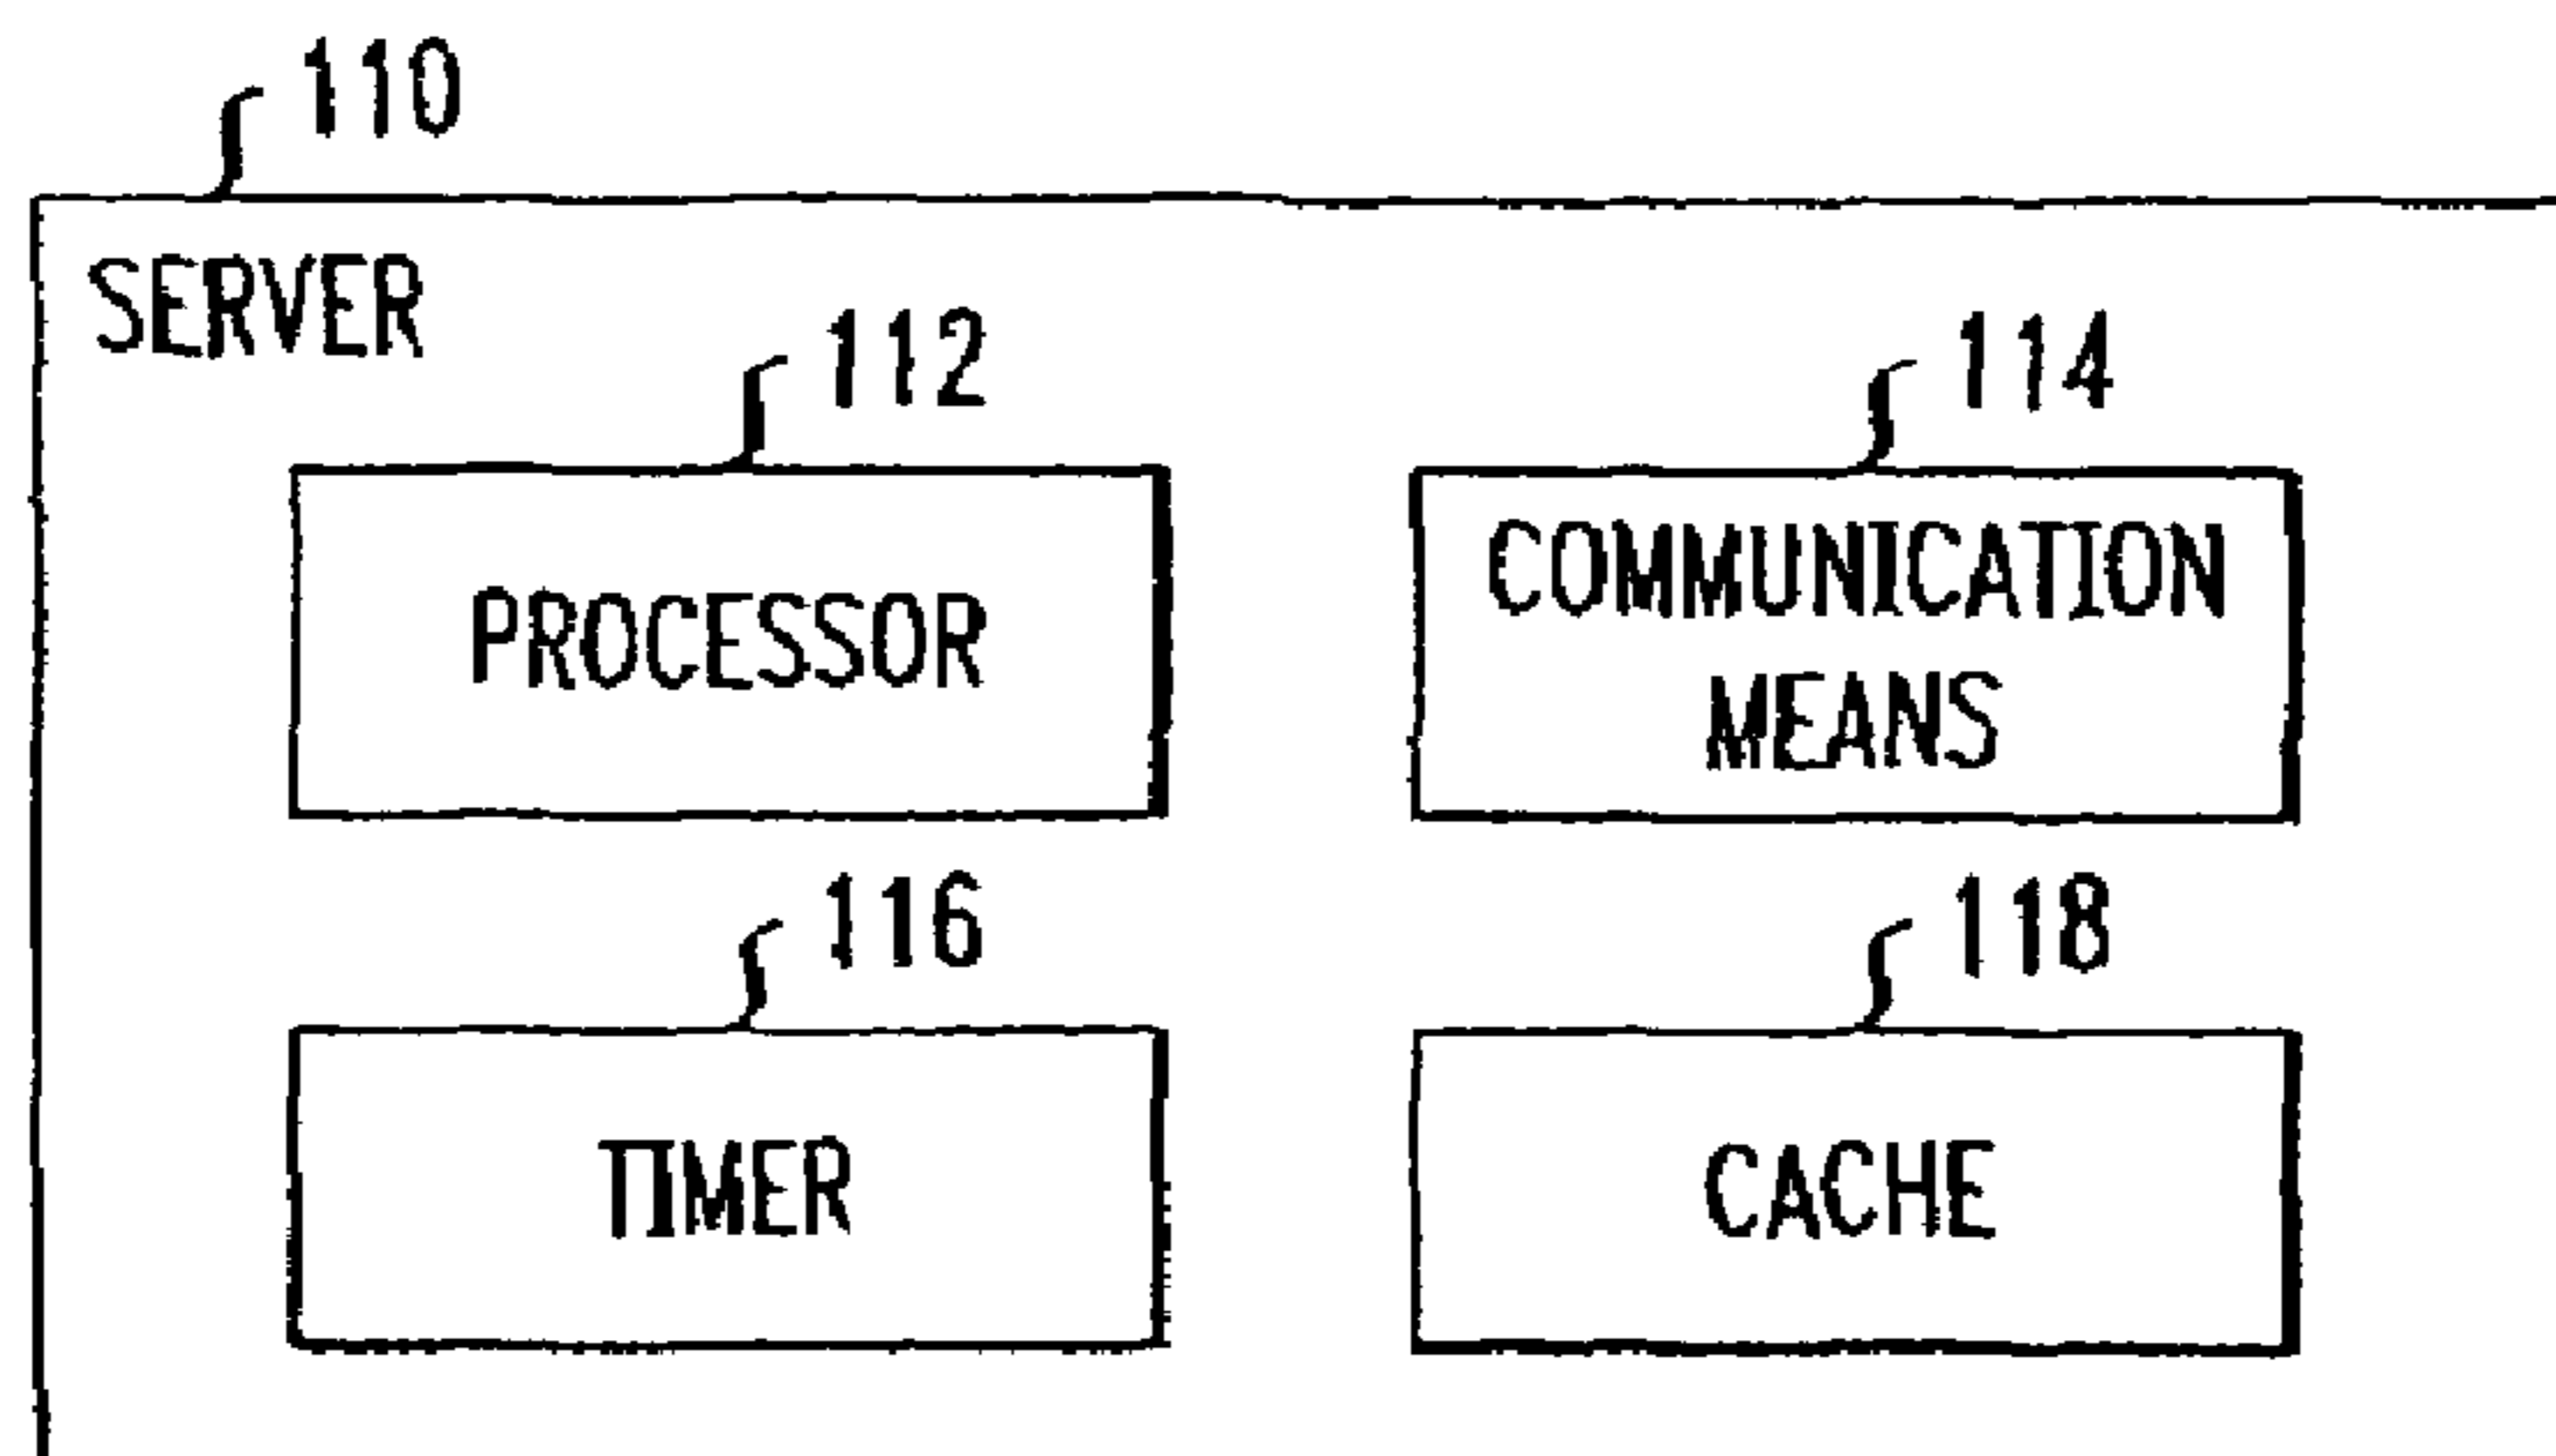 110
SERVER
112
114
PROCESSOR
COMMUNICATION
MEANS
116
118
TIMER
CACHE